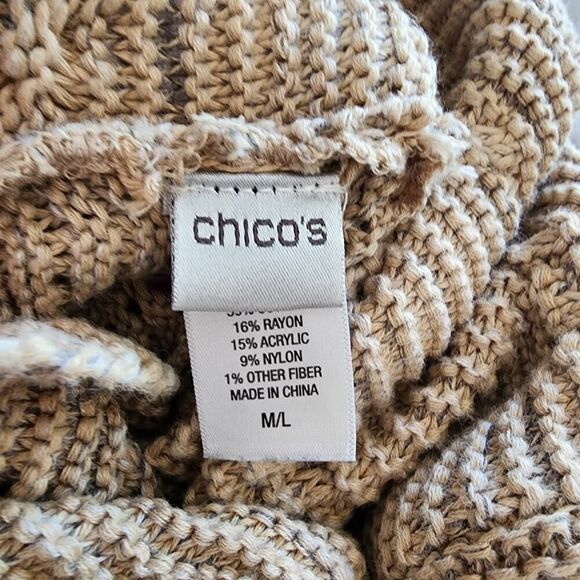 chico's
16% RAYON
15% ACRYLIC
9% NYLON
1% OTHER FIBER
MADE IN CHINA
M/L